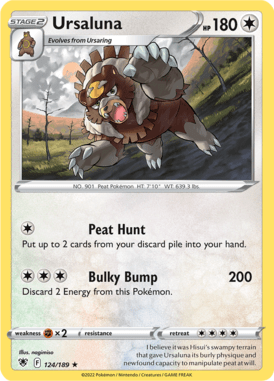 STAGE 2 Ursaluna HP 180
Evolves from Ursaring
NO. 901. Peat Pokémon. HT: 7'10" WT: 639.3 lbs.
Peat Hunt
Put up to 2 cards from your discard pile into your hand.
Bulky Bump 200
Discard 2 Energy from this Pokémon.
weakness ×2 resistance retreat
Illus. nagimiso
F 124/189 ★
I believe it was Hisui's swampy terrain
that gave Ursaluna its burly physique and
newfound capacity to manipulate peat at will.
©2022 Pokémon / Nintendo / Creatures / GAME FREAK